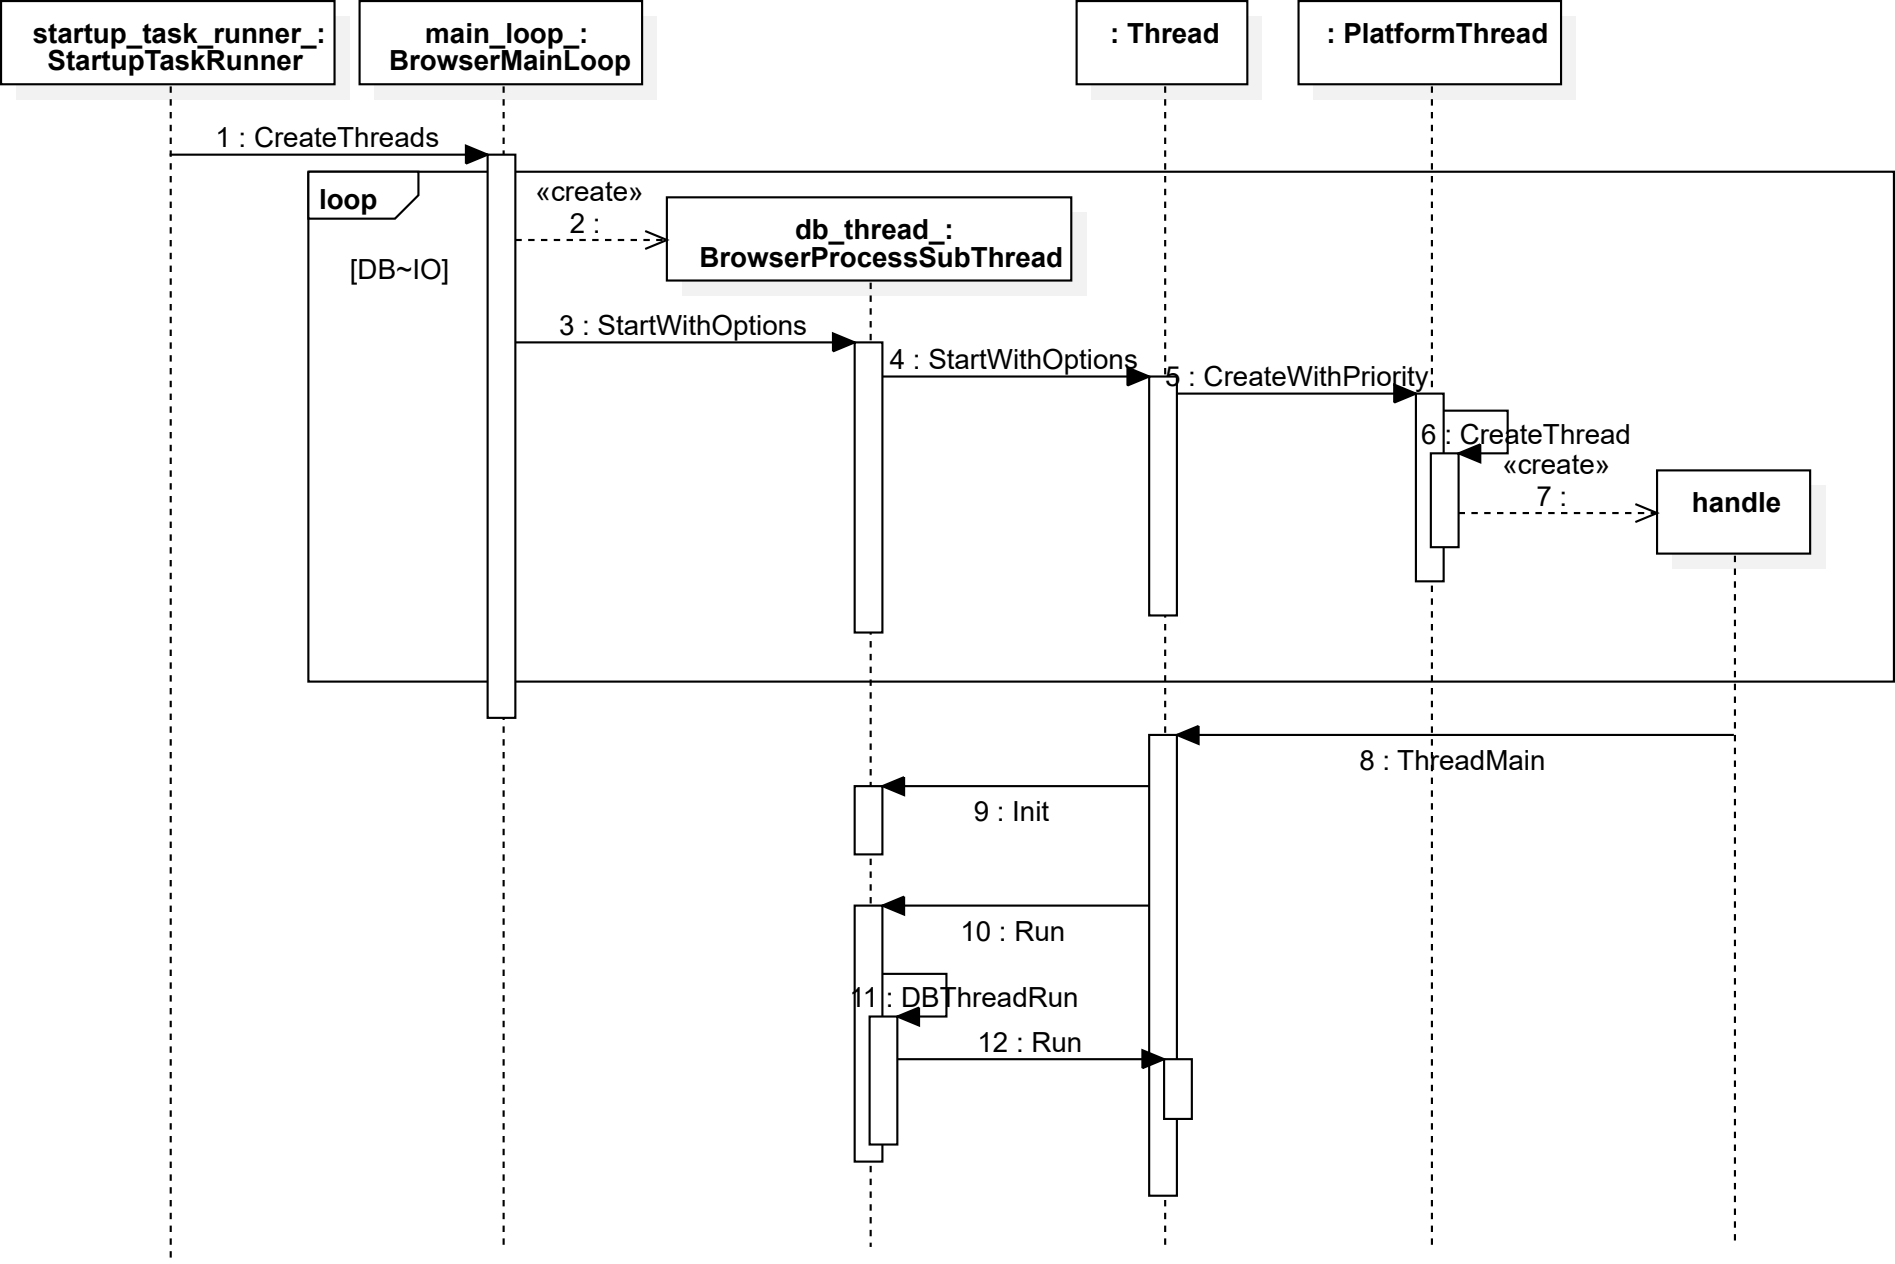 startup_task_runner_:
StartupTaskRunner
main_loop_:
BrowserMainLoop
: Thread
: PlatformThread
1 : CreateThreads
loop
[DB~IO]
«create»
2 :
db_thread_:
BrowserProcessSubThread
3 : StartWithOptions
4 : StartWithOptions
5 : CreateWithPriority
6 : CreateThread
«create»
7 :
handle
8 : ThreadMain
9 : Init
10 : Run
11 : DBThreadRun
12 : Run